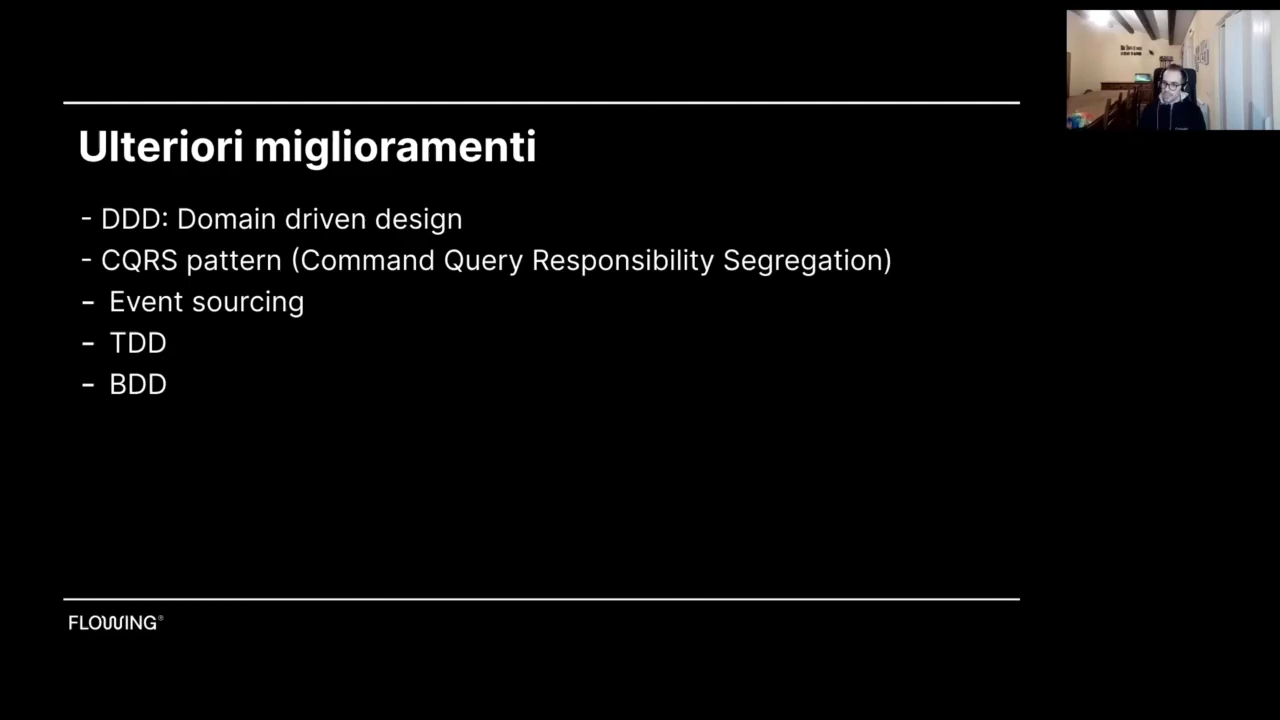 Ulteriori miglioramenti
- DDD: Domain driven design
- CQRS pattern (Command Query Responsibility Segregation)
- Event sourcing
- TDD
- BDD
FLOWING®